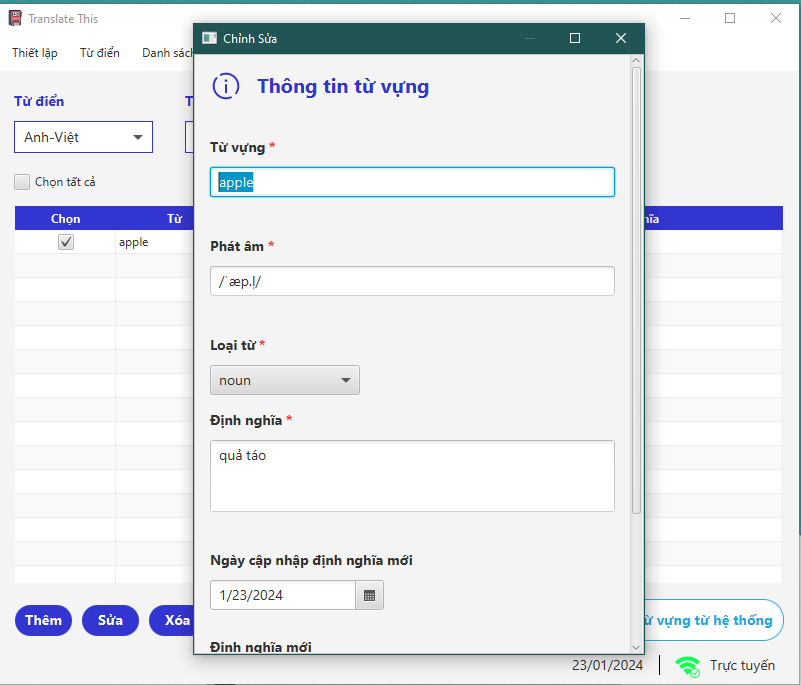 Translate This
Thiết lập Từ điển Danh sách
Chỉnh Sửa
Thông tin từ vựng
Từ điển
Anh-Việt
Chọn tất cả
Chọn Từ
apple
Từ vựng *
apple
Phát âm *
/ˈæp.l̩/
Loại từ *
noun
Định nghĩa *
quả táo
Ngày cập nhập định nghĩa mới
1/23/2024
Định nghĩa mới
Thêm Sửa Xóa
từ vựng từ hệ thống
23/01/2024 Trực tuyến